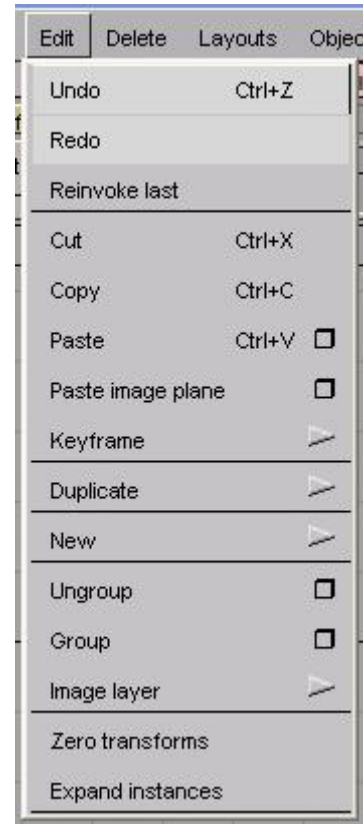 Edit Delete Layouts Objec
Undo Ctrl+Z
Redo
Reinvoke last
Cut Ctrl+X
Copy Ctrl+C
Paste Ctrl+V
Paste image plane
Keyframe
Duplicate
New
Ungroup
Group
Image layer
Zero transforms
Expand instances